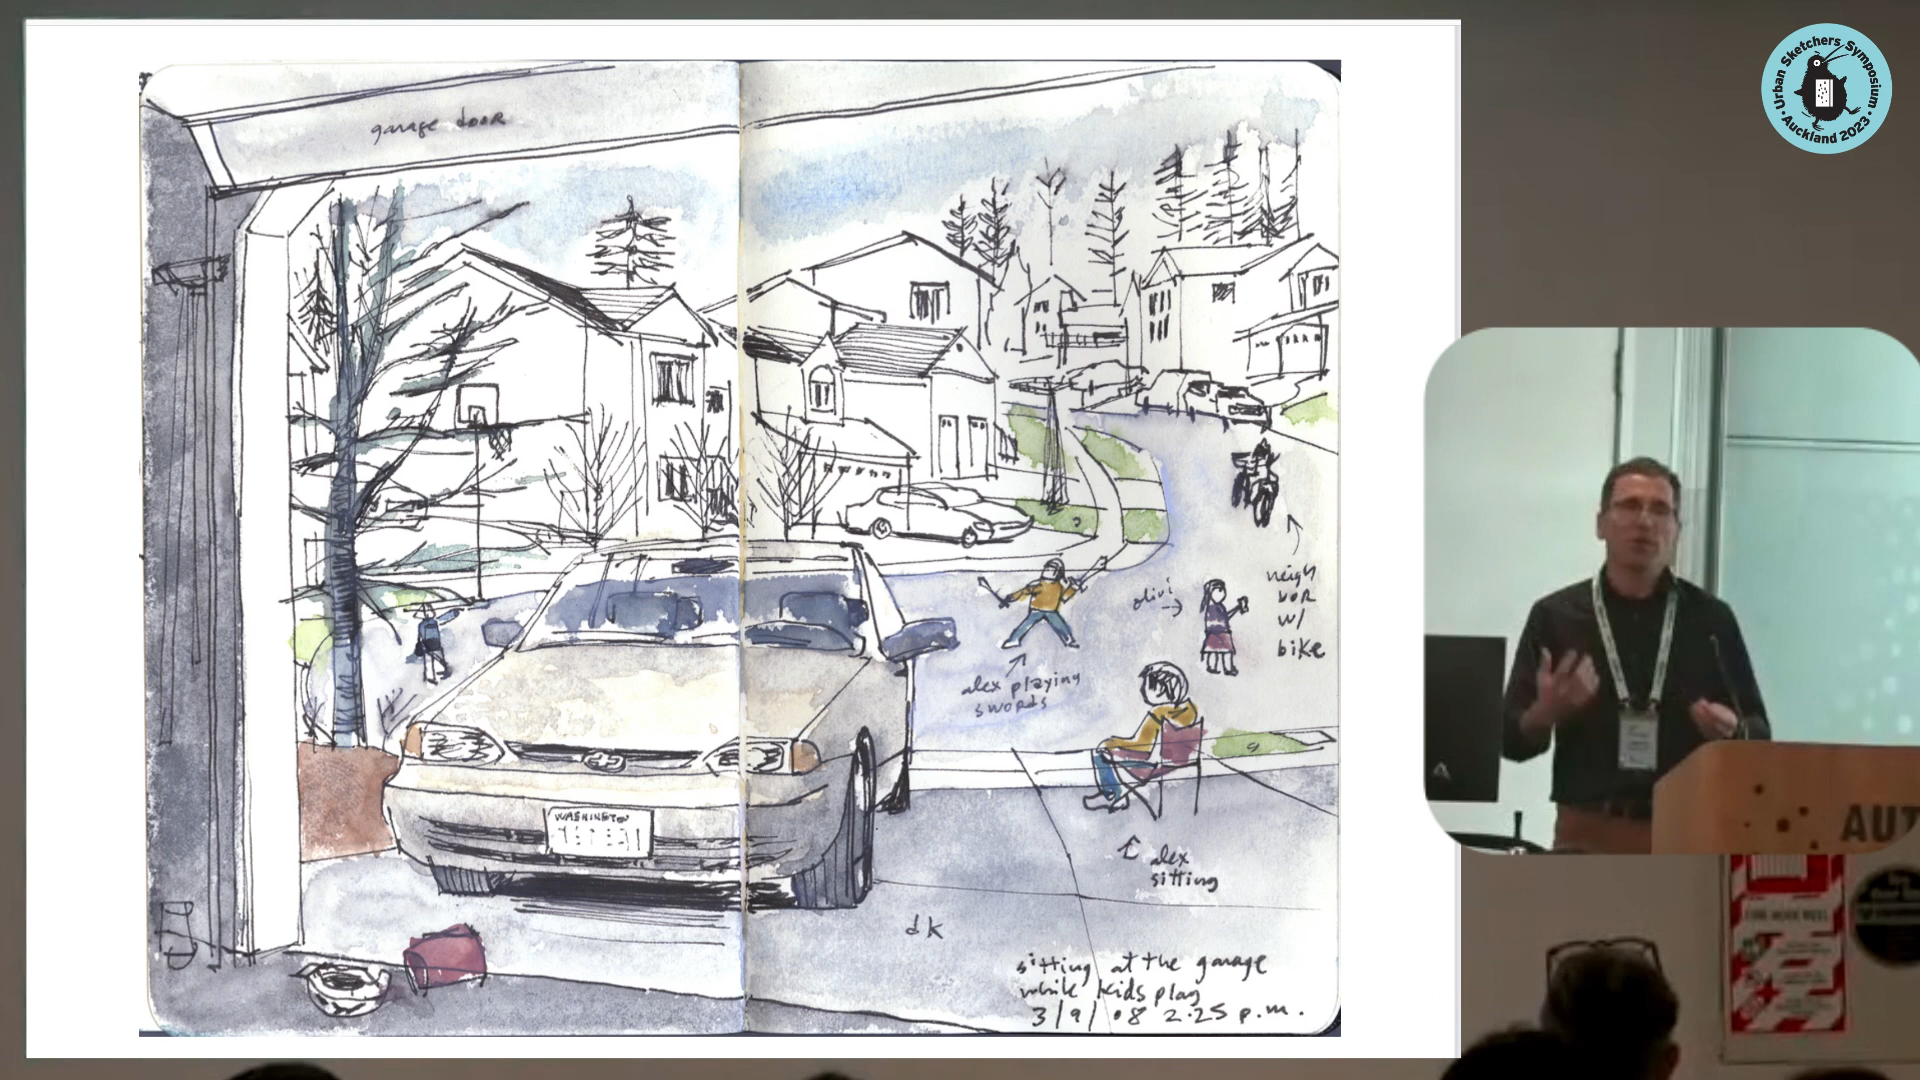 garage door
WASHINGTON
olivi
neigh
bor
w/
bike
alex playing
swords
alex
sitting
dk
sitting at the garage
while kids play
3/9/08 2.25 p.m.
Urban Sketchers Symposium
Auckland 2023
AUT